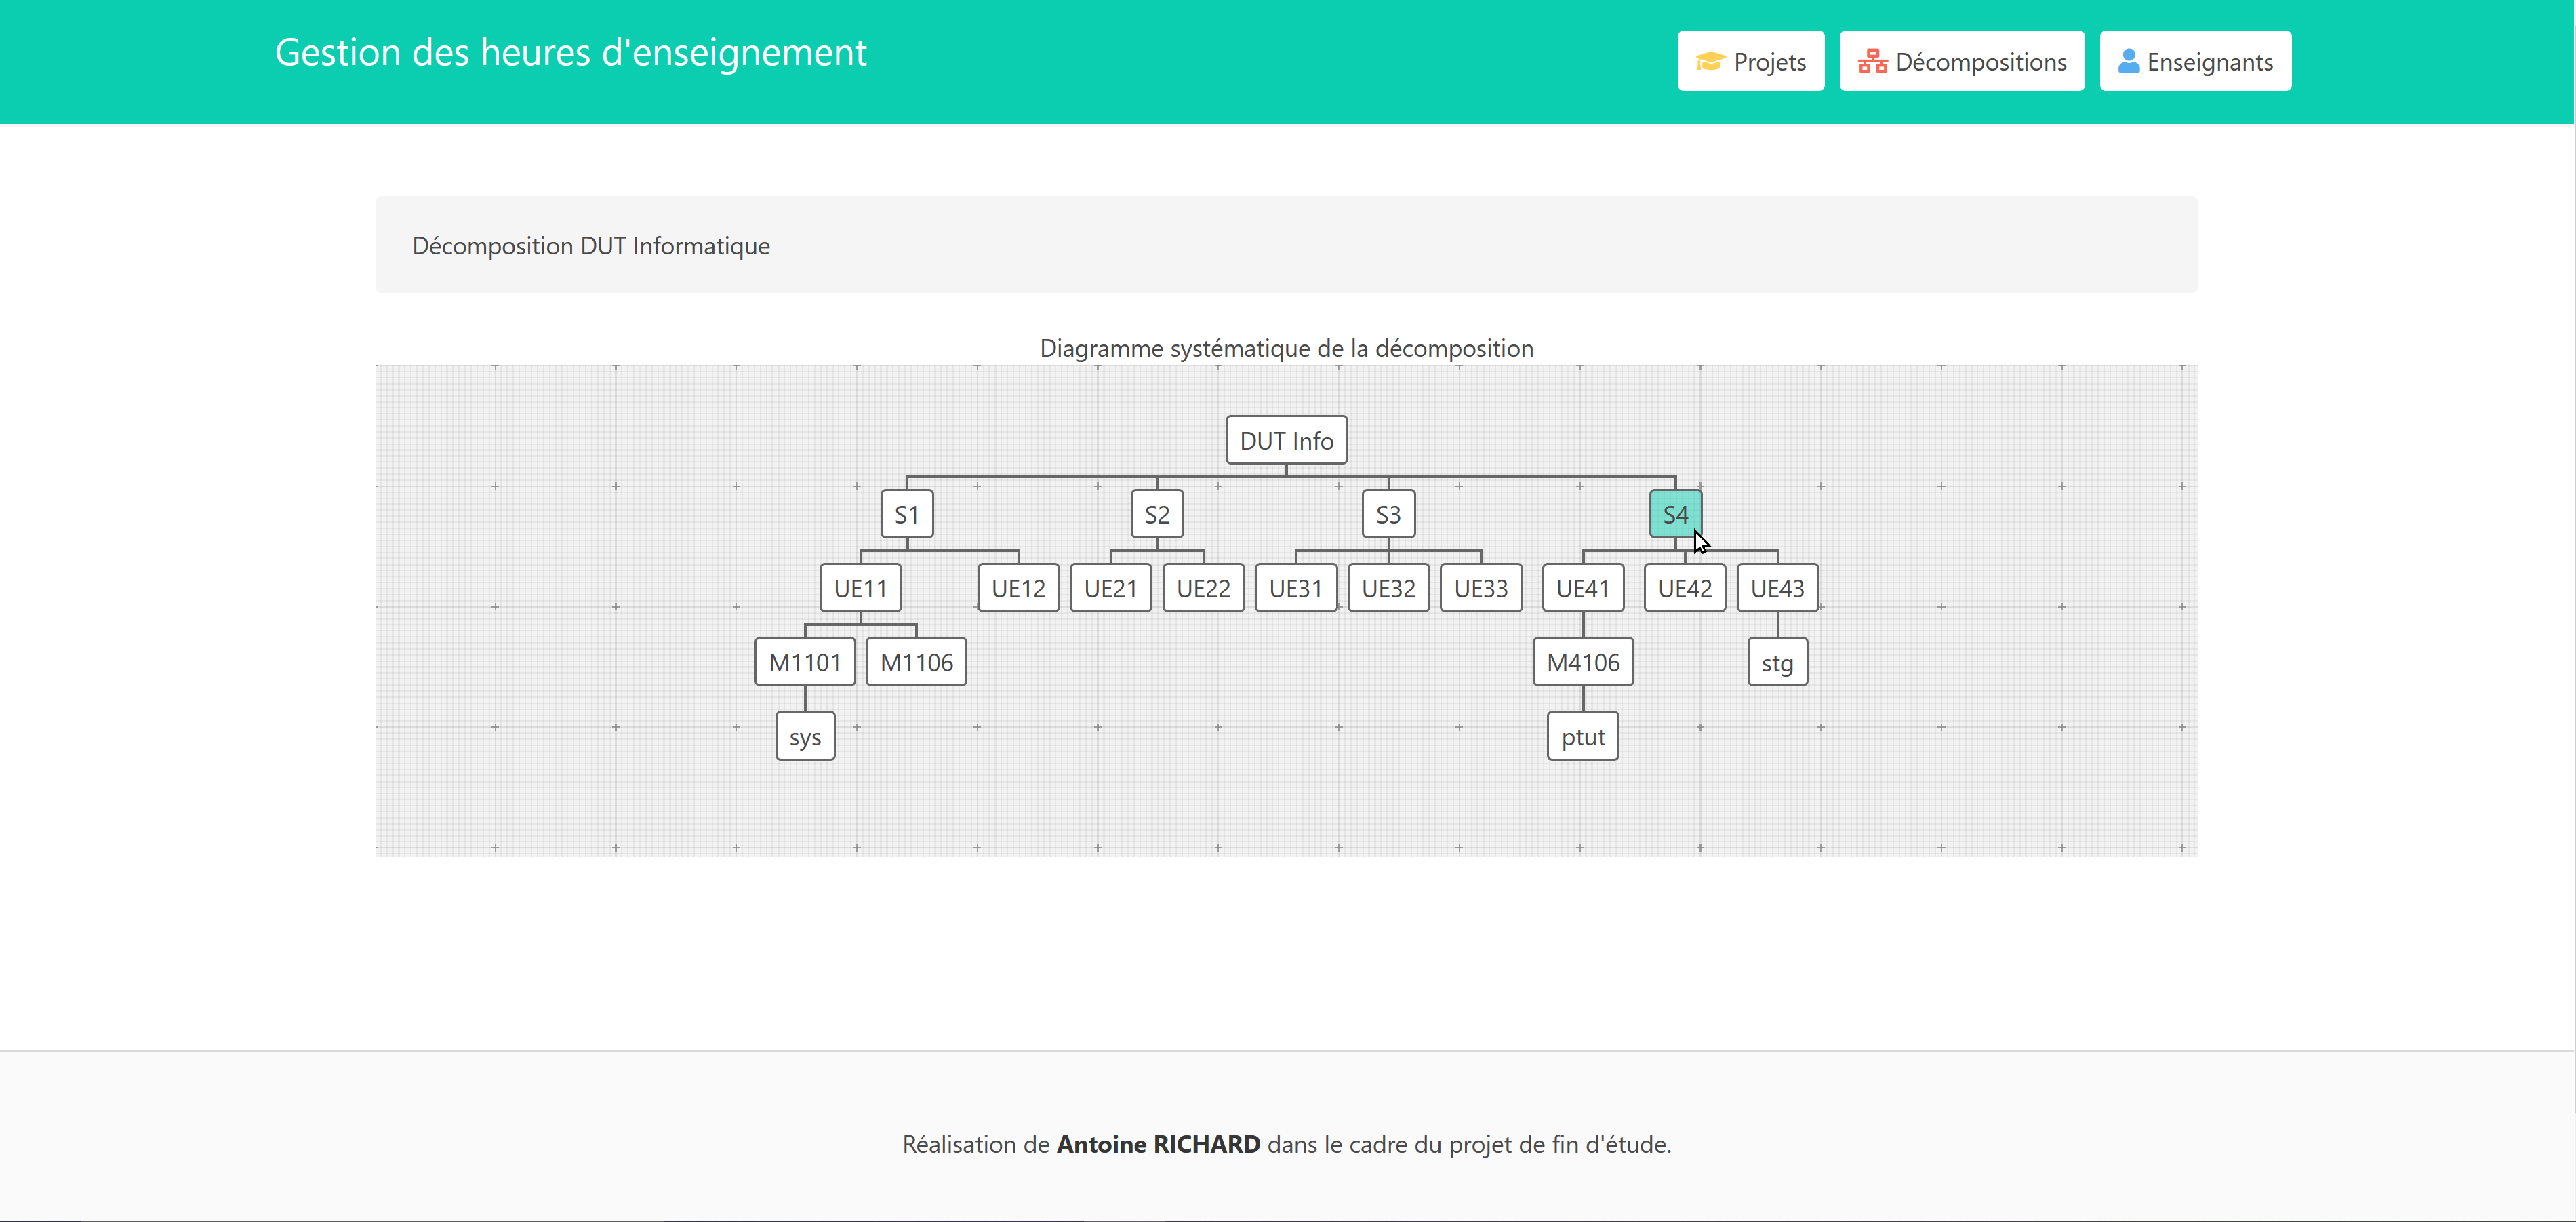 Gestion des heures d'enseignement
Projets
Décompositions
Enseignants
Décomposition DUT Informatique
Diagramme systématique de la décomposition
DUT Info
S1
S2
S3
S4
UE11
UE12
UE21
UE22
UE31
UE32
UE33
UE41
UE42
UE43
M1101
M1106
M4106
stg
sys
ptut
Réalisation de Antoine RICHARD dans le cadre du projet de fin d'étude.